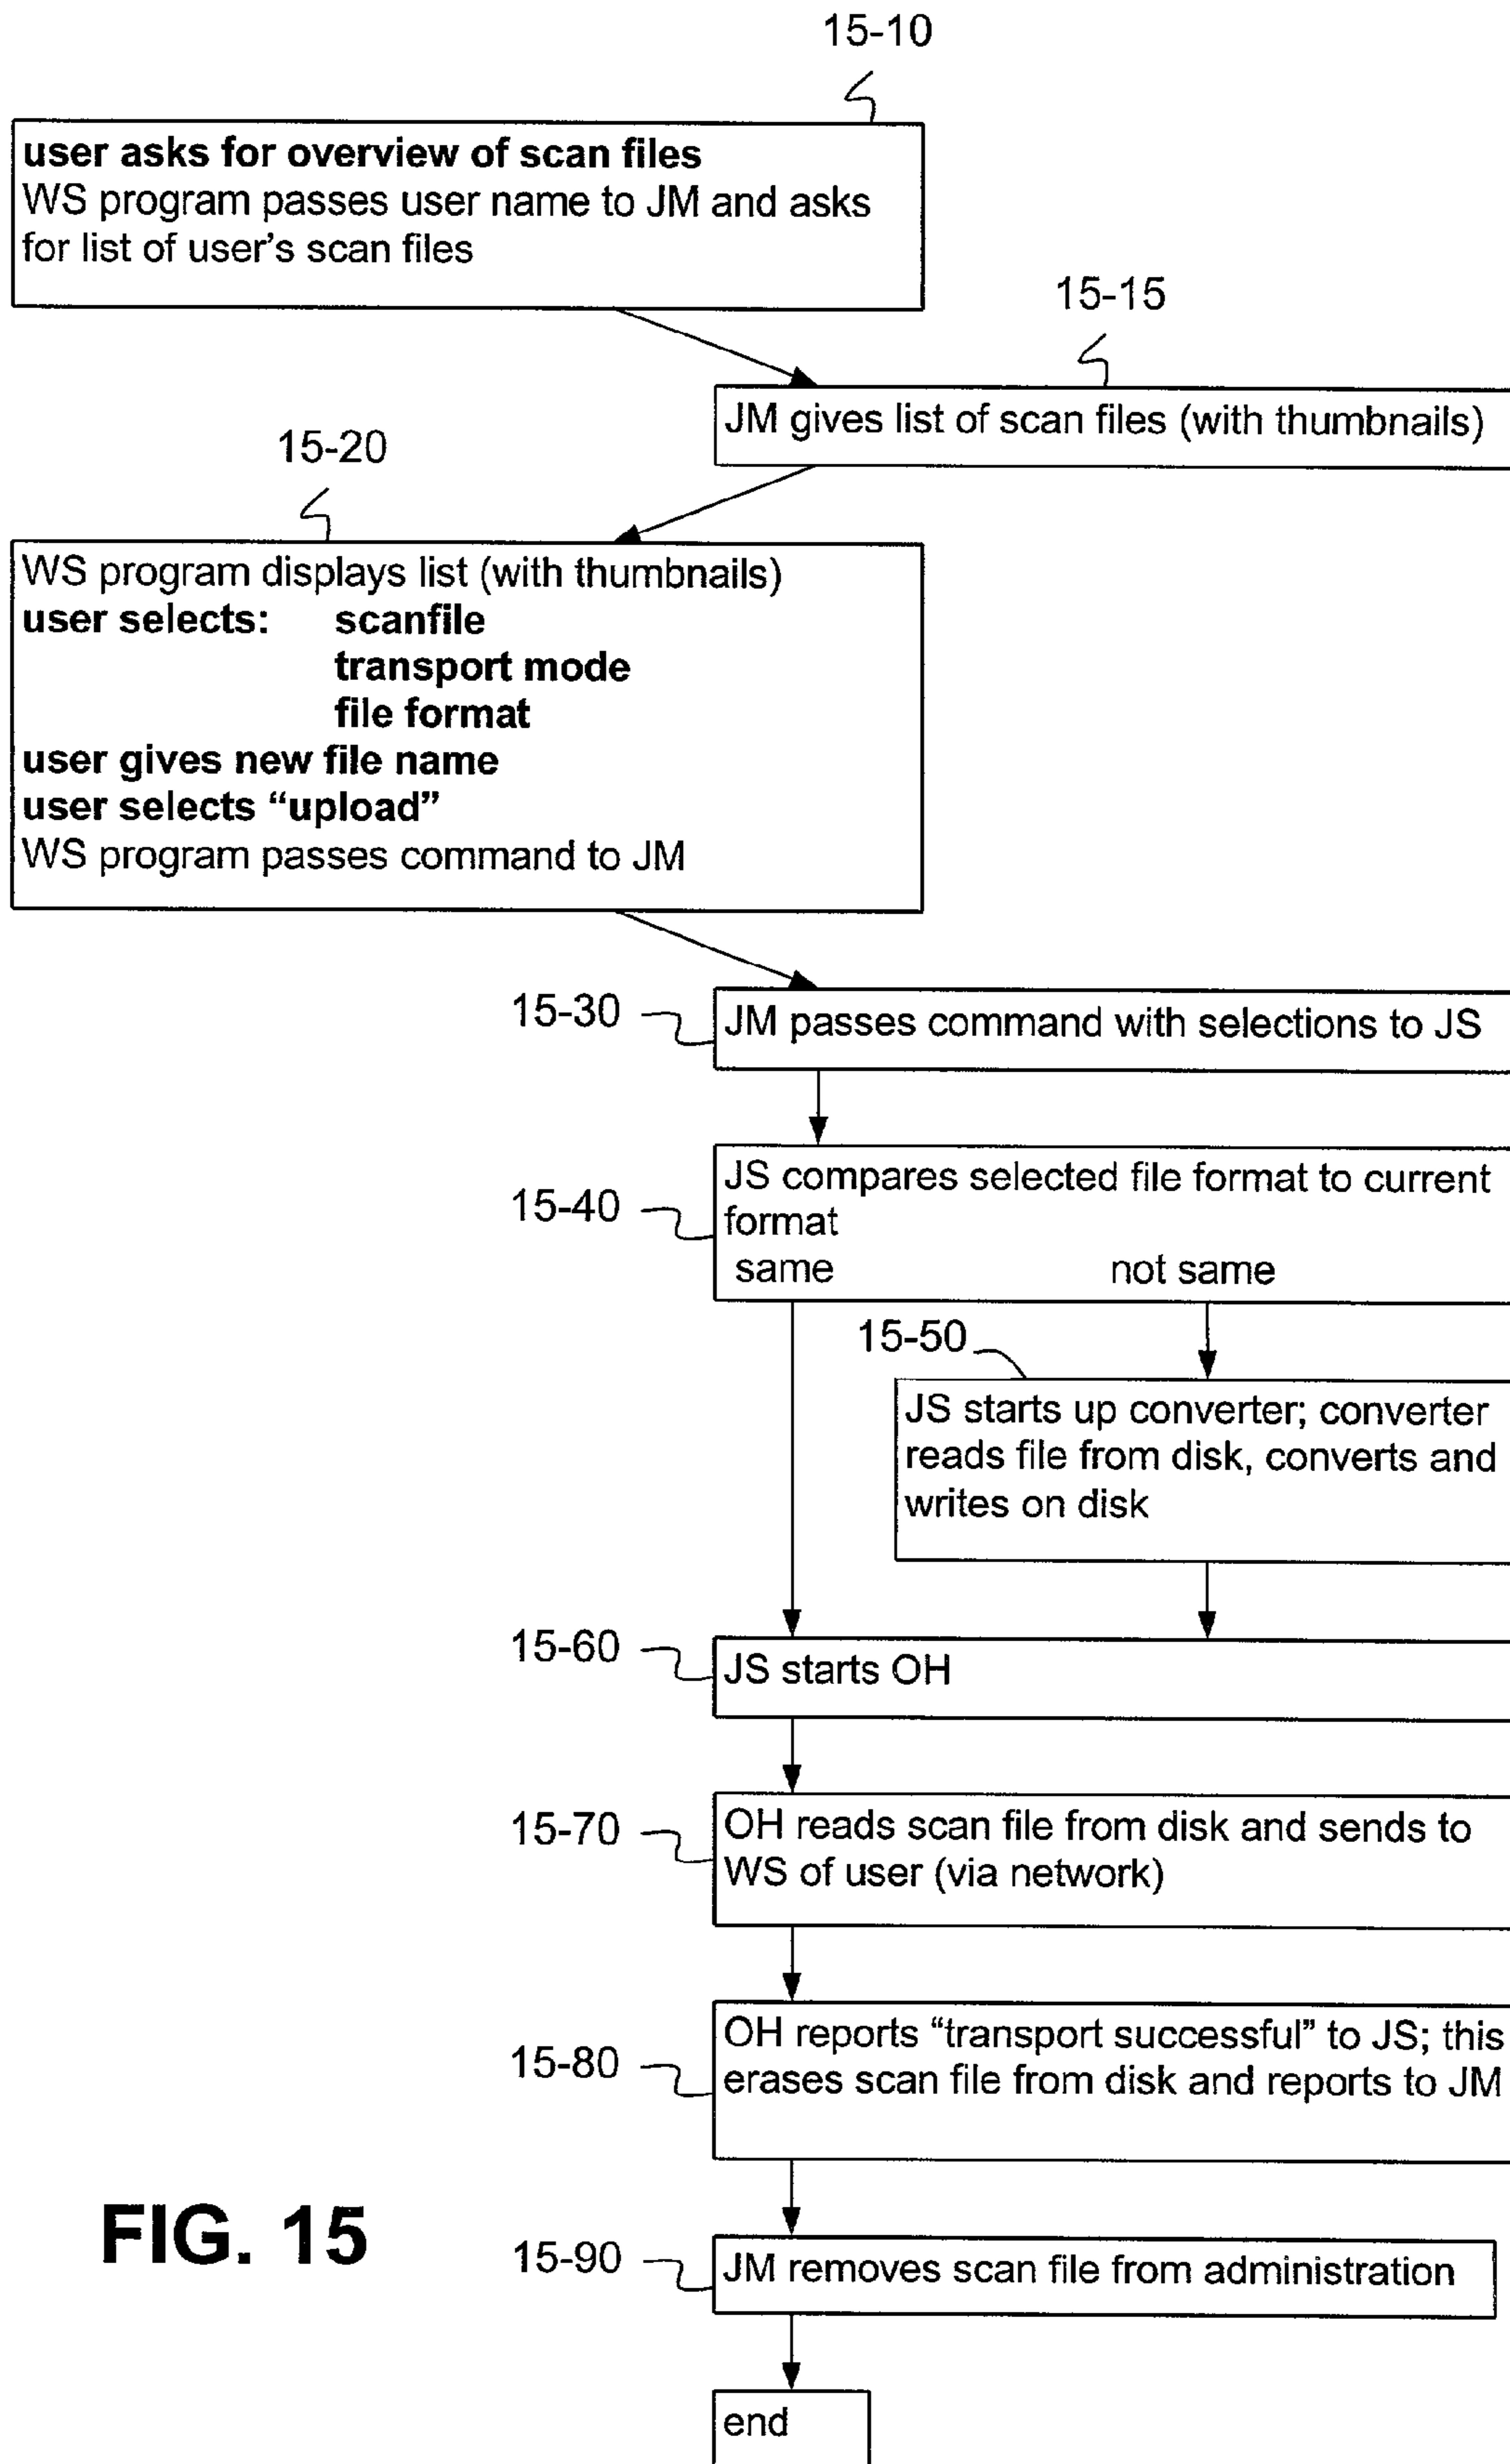 15-10
user asks for overview of scan files
WS program passes user name to JM and asks
for list of user's scan files
15-15
JM gives list of scan files (with thumbnails)
15-20
WS program displays list (with thumbnails)
user selects: scanfile
transport mode
file format
user gives new file name
user selects “upload”
WS program passes command to JM
15-30
JM passes command with selections to JS
15-40
JS compares selected file format to current
format
same not same
15-50
JS starts up converter; converter
reads file from disk, converts and
writes on disk
15-60
JS starts OH
15-70
OH reads scan file from disk and sends to
WS of user (via network)
15-80
OH reports “transport successful” to JS; this
erases scan file from disk and reports to JM
15-90
JM removes scan file from administration
end
FIG. 15